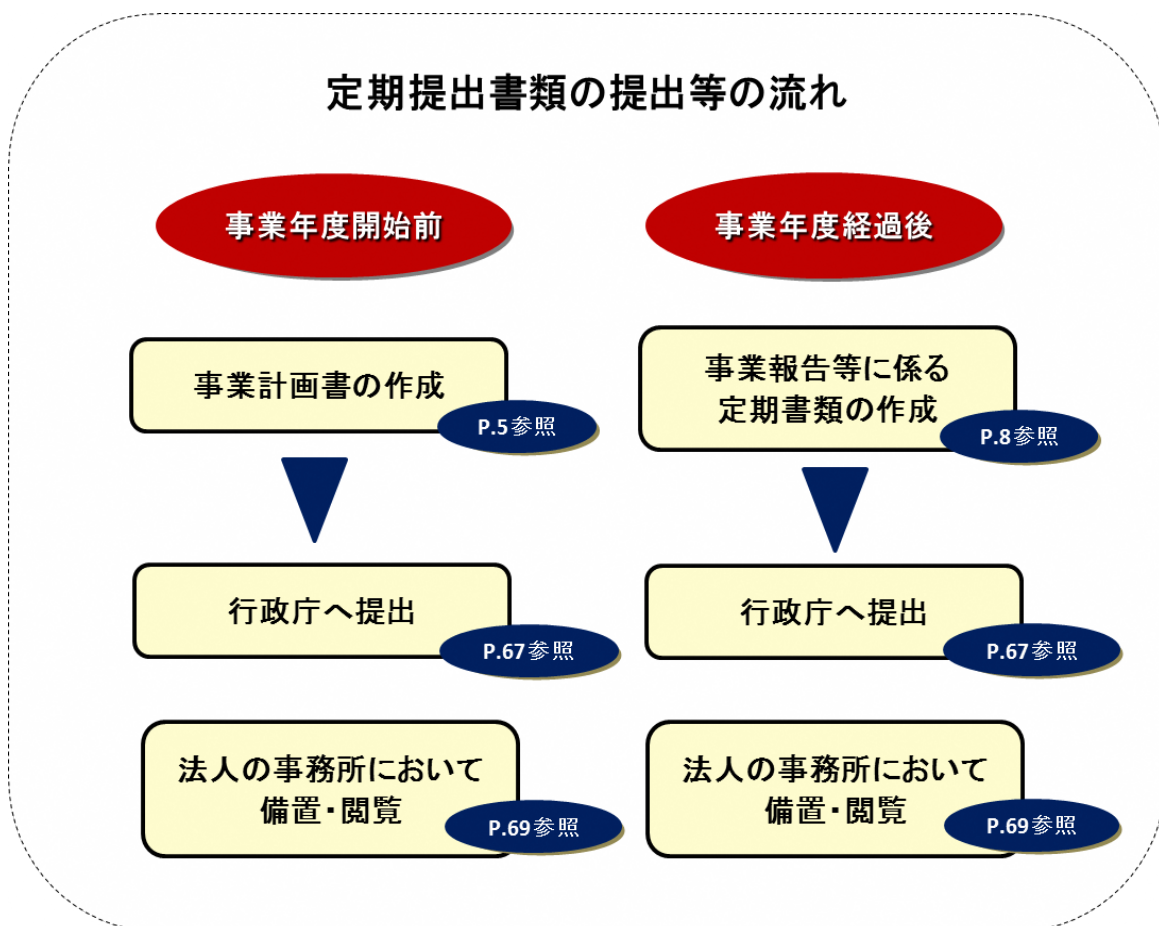 定期提出書類の提出等の流れ
事業年度開始前
事業計画書の作成
P.5参照
行政庁へ提出
P.67参照
法人の事務所において
備置・閲覧
P.69参照
事業年度経過後
事業報告等に係る
定期書類の作成
P.8参照
行政庁へ提出
P.67参照
法人の事務所において
備置・閲覧
P.69参照